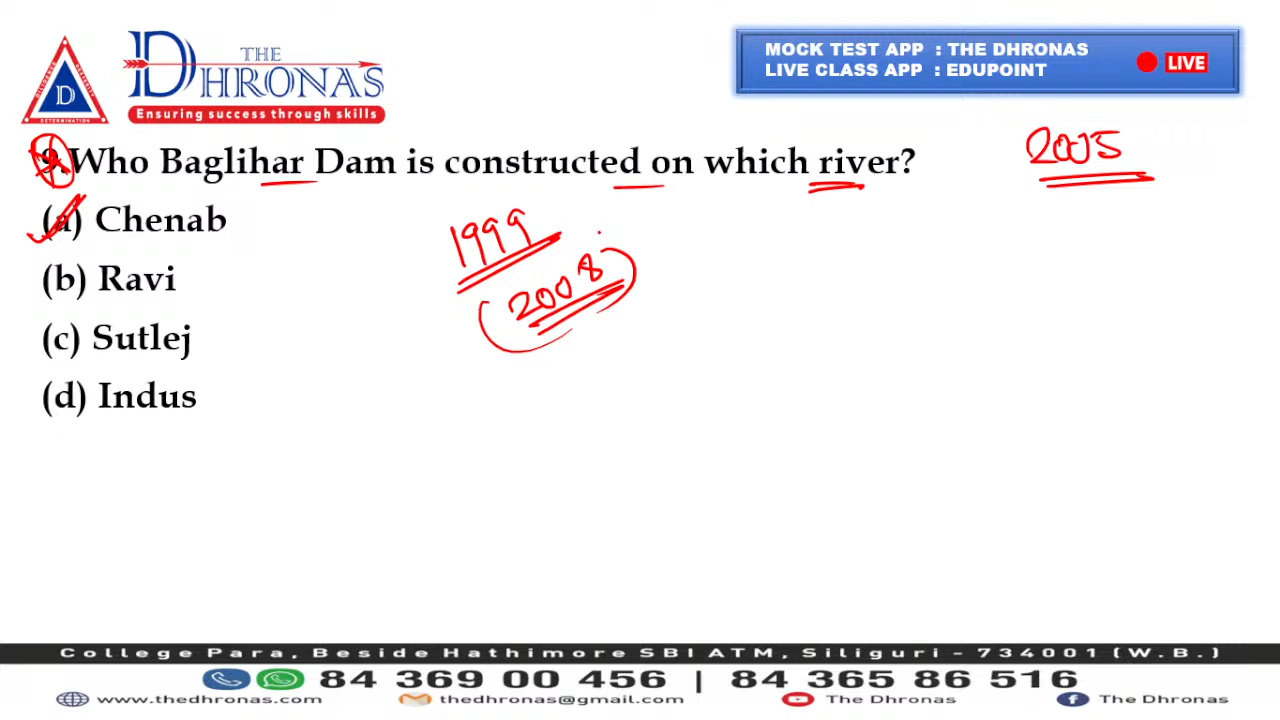 THE
DHRONAS
Ensuring success through skills
D
DETERMINATION
MOCK TEST APP : THE DHRONAS
LIVE CLASS APP : EDUPOINT
LIVE
2005
9.Who Baglihar Dam is constructed on which river?
(a) Chenab
1999
(b) Ravi
2008
(c) Sutlej
(d) Indus
College Para, Beside Hathimore SBI ATM, Siliguri - 734001 (W.B.)
84 369 00 456 | 84 365 86 516
www.thedhronas.com thedhronas@gmail.com The Dhronas The Dhronas